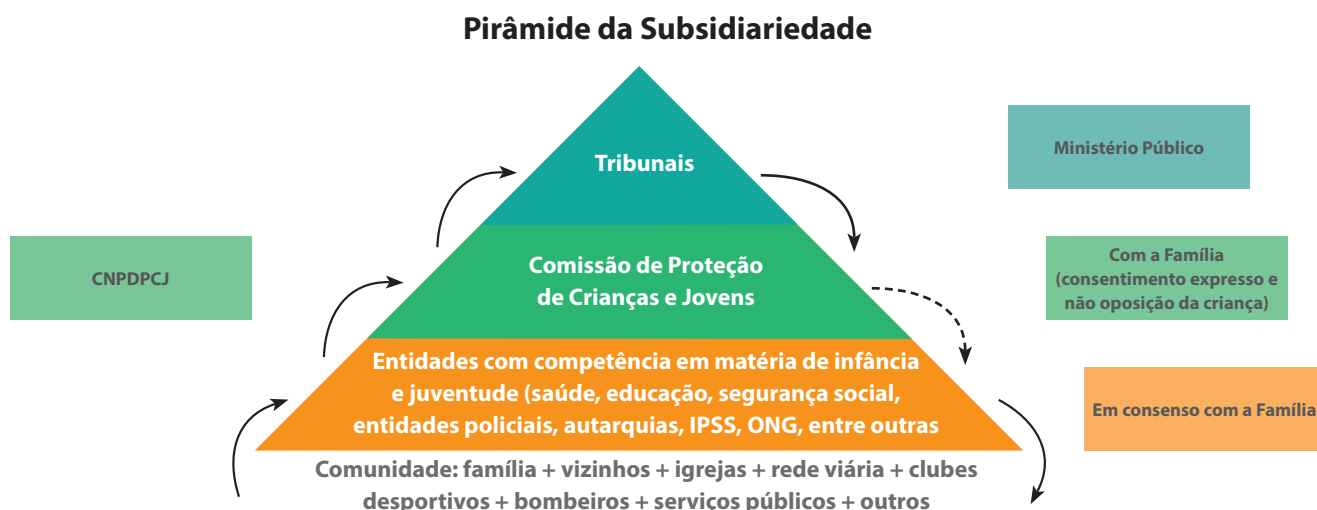 Pirâmide da Subsidiariedade
Tribunais
Ministério Público
CNPDPCJ
Comissão de Proteção
de Crianças e Jovens
Com a Família
(consentimento expresso e
não oposição da criança)
Entidades com competência em matéria de infância
e juventude (saúde, educação, segurança social,
entidades policiais, autarquias, IPSS, ONG, entre outras
Em consenso com a Família
Comunidade: família + vizinhos + igrejas + rede viária + clubes
desportivos + bombeiros + serviços públicos + outros